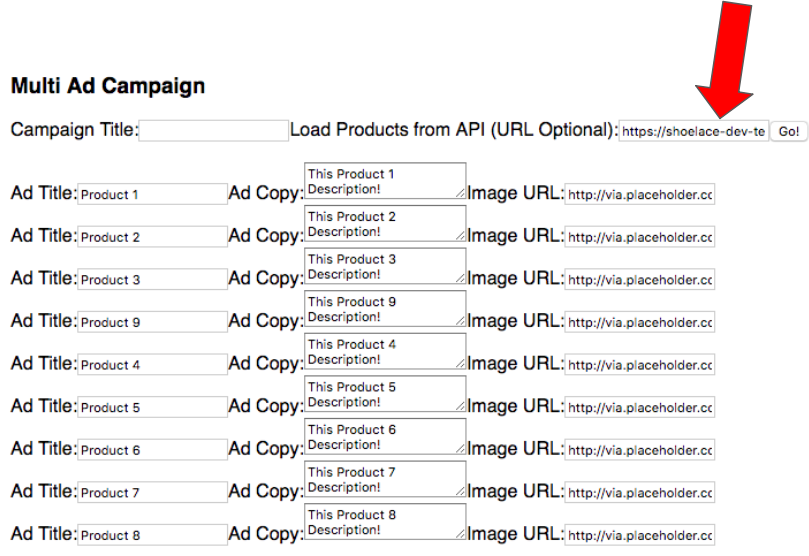 Multi Ad Campaign
Campaign Title: Load Products from API (URL Optional): https://shoelace-dev-te Go!
Ad Title: Product 1 Ad Copy: This Product 1 Description! Image URL: http://via.placeholder.cc
Ad Title: Product 2 Ad Copy: This Product 2 Description! Image URL: http://via.placeholder.cc
Ad Title: Product 3 Ad Copy: This Product 3 Description! Image URL: http://via.placeholder.cc
Ad Title: Product 9 Ad Copy: This Product 9 Description! Image URL: http://via.placeholder.cc
Ad Title: Product 4 Ad Copy: This Product 4 Description! Image URL: http://via.placeholder.cc
Ad Title: Product 5 Ad Copy: This Product 5 Description! Image URL: http://via.placeholder.cc
Ad Title: Product 6 Ad Copy: This Product 6 Description! Image URL: http://via.placeholder.cc
Ad Title: Product 7 Ad Copy: This Product 7 Description! Image URL: http://via.placeholder.cc
Ad Title: Product 8 Ad Copy: This Product 8 Description! Image URL: http://via.placeholder.cc